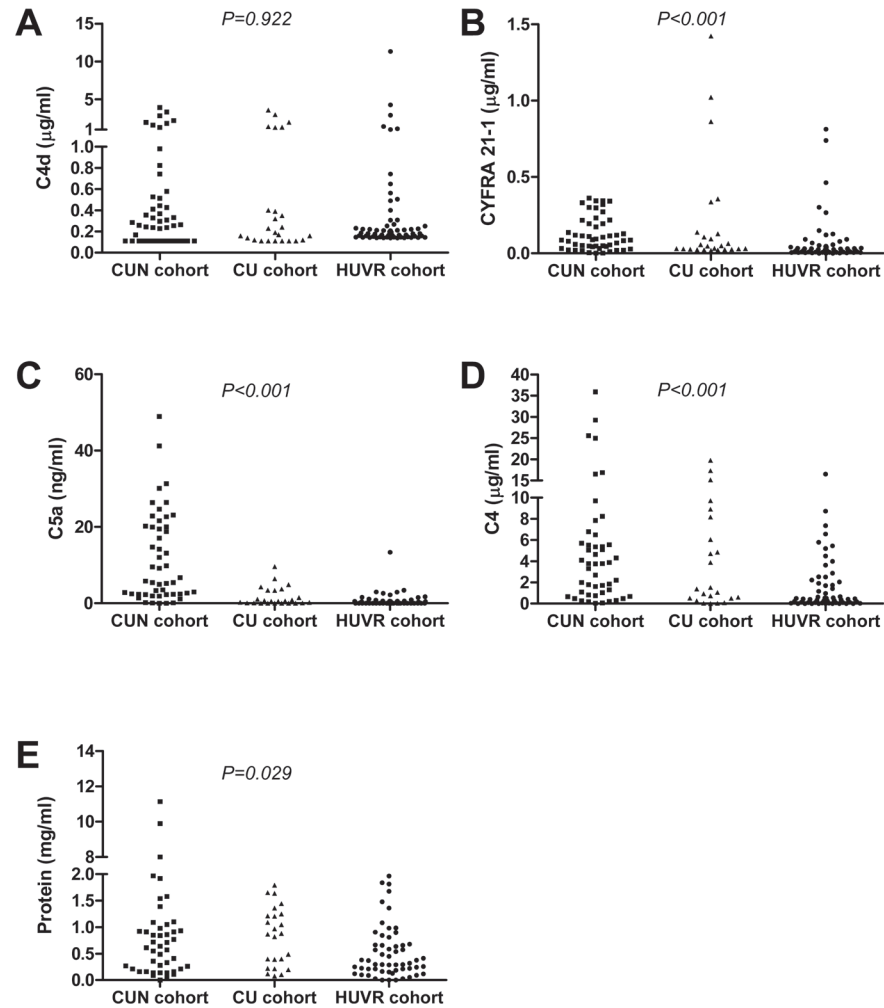 A
P=0.922
C4d (μg/ml)
15
10
5
1
1.0
0.8
0.6
0.4
0.2
0.0
CUN cohort CU cohort HUVR cohort
B
P<0.001
CYFRA 21-1 (μg/ml)
1.5
1.0
0.5
0.0
CUN cohort CU cohort HUVR cohort
C
P<0.001
C5a (ng/ml)
60
40
20
0
CUN cohort CU cohort HUVR cohort
D
P<0.001
C4 (μg/ml)
40
35
30
25
20
15
10
8
6
4
2
0
CUN cohort CU cohort HUVR cohort
E
P=0.029
Protein (mg/ml)
14
12
10
8
2.0
1.5
1.0
0.5
0.0
CUN cohort CU cohort HUVR cohort